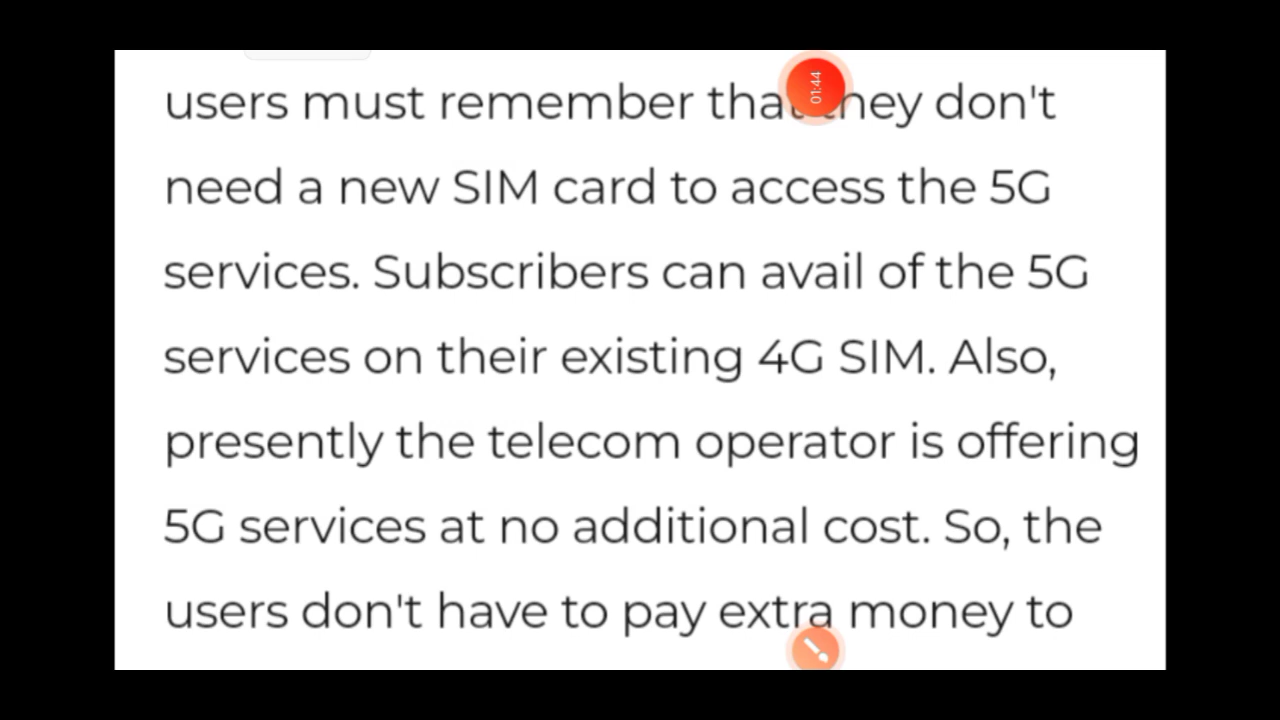 01:44
users must remember that they don't
need a new SIM card to access the 5G
services. Subscribers can avail of the 5G
services on their existing 4G SIM. Also,
presently the telecom operator is offering
5G services at no additional cost. So, the
users don't have to pay extra money to